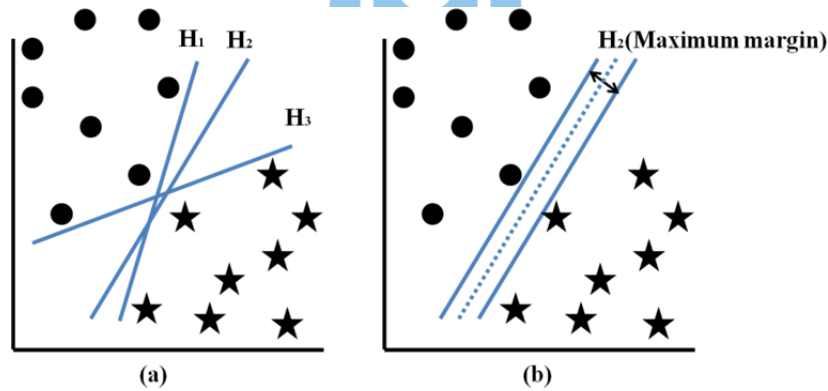 H₁
H₂
H₃
(a)
H₂(Maximum margin)
(b)